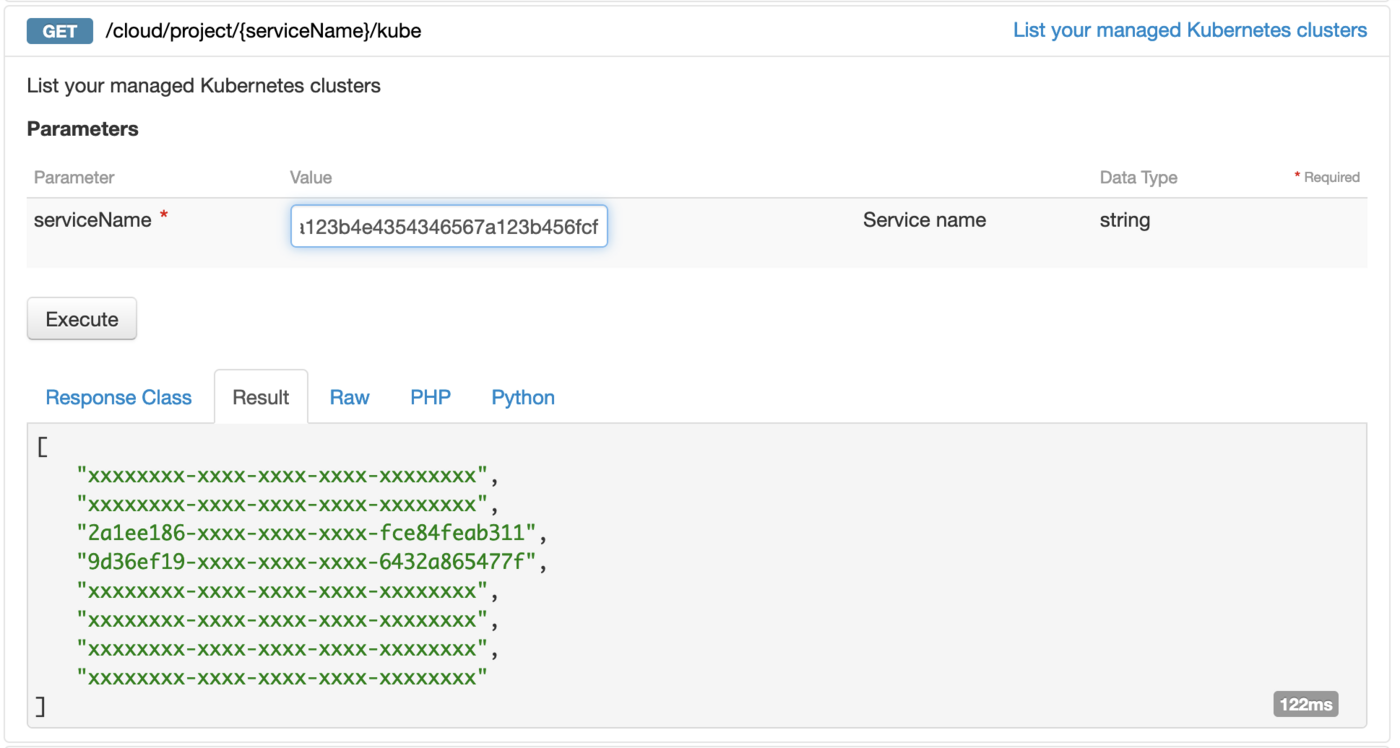 GET /cloud/project/{serviceName}/kube List your managed Kubernetes clusters
List your managed Kubernetes clusters
Parameters
Parameter Value Data Type * Required
serviceName * a123b4e4354346567a123b456fcf Service name string
Execute
Response Class Result Raw PHP Python
[
"xxxxxxxx-xxxx-xxxx-xxxx-xxxxxxxx",
"xxxxxxxx-xxxx-xxxx-xxxx-xxxxxxxx",
"2a1ee186-xxxx-xxxx-xxxx-fce84feab311",
"9d36ef19-xxxx-xxxx-xxxx-6432a865477f",
"xxxxxxxx-xxxx-xxxx-xxxx-xxxxxxxx",
"xxxxxxxx-xxxx-xxxx-xxxx-xxxxxxxx",
"xxxxxxxx-xxxx-xxxx-xxxx-xxxxxxxx",
"xxxxxxxx-xxxx-xxxx-xxxx-xxxxxxxx"
]
122ms